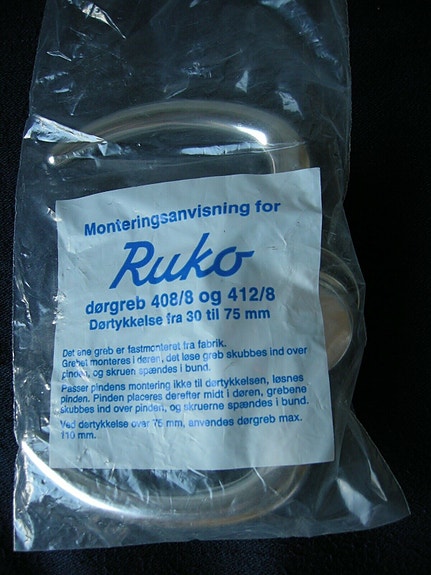 Monteringsanvisning for
Ruko
dørgreb 408/8 og 412/8
Dørtykkelse fra 30 til 75 mm
Det ene greb er fastmonteret fra fabrik.
Grebet monteres i døren, det løse greb skubbes ind over
pinden, og skruen spændes i bund.
Passer pindens montering ikke til dørtykkelsen, løsnes
pinden. Pinden placeres derefter midt i døren, grebene
skubbes ind over pinden, og skruerne spændes i bund.
Ved dørtykkelse over 75 mm, anvendes dørgreb max.
110 mm.